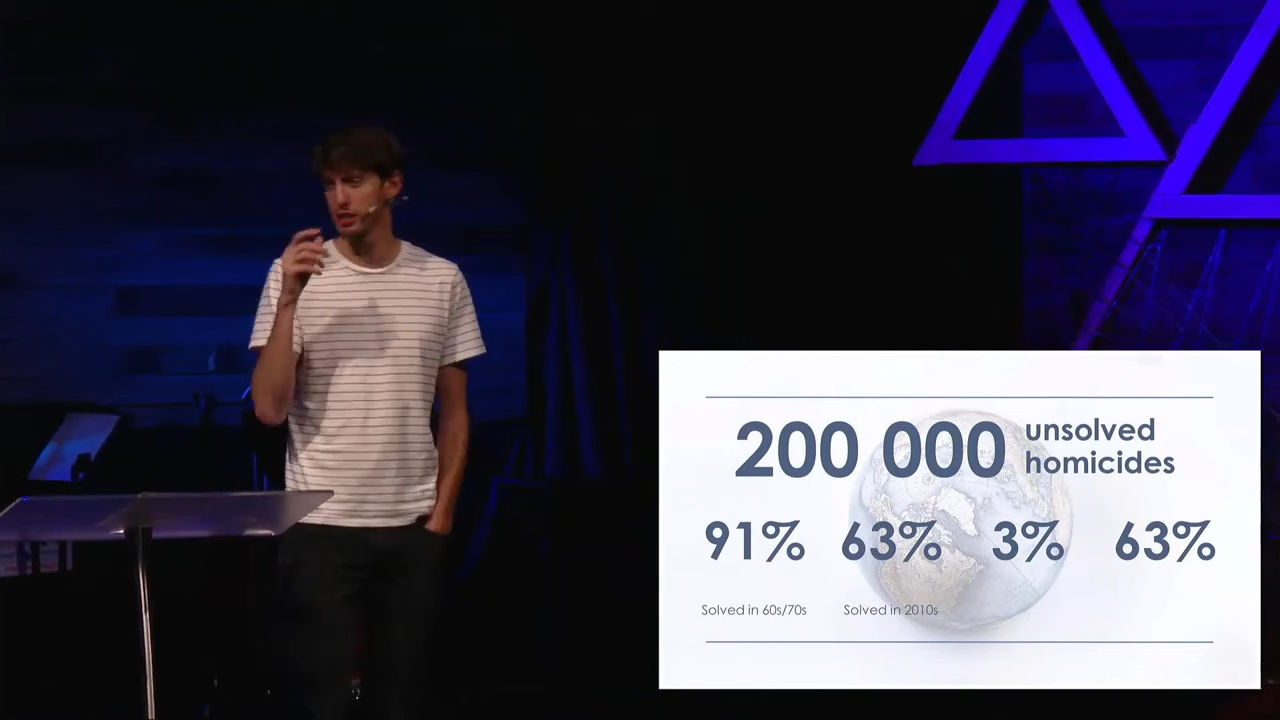 200 000 unsolved
homicides
91% 63% 3% 63%
Solved in 60s/70s Solved in 2010s